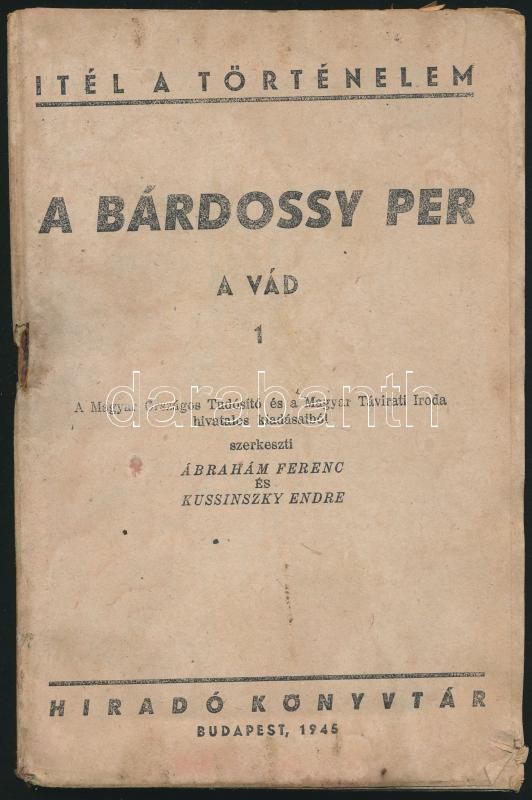 ITÉL A TÖRTÉNELEM
A BÁRDOSSY PER
A VÁD
1
A Magyar Országos Tudósító és a Magyar Távirati Iroda
hivatalos kiadásaiból
darabanth
szerkeszti
ÁBRAHÁM FERENC
ÉS
KUSSINSZKY ENDRE
HIRADÓ KÖNYVTÁR
BUDAPEST, 1945